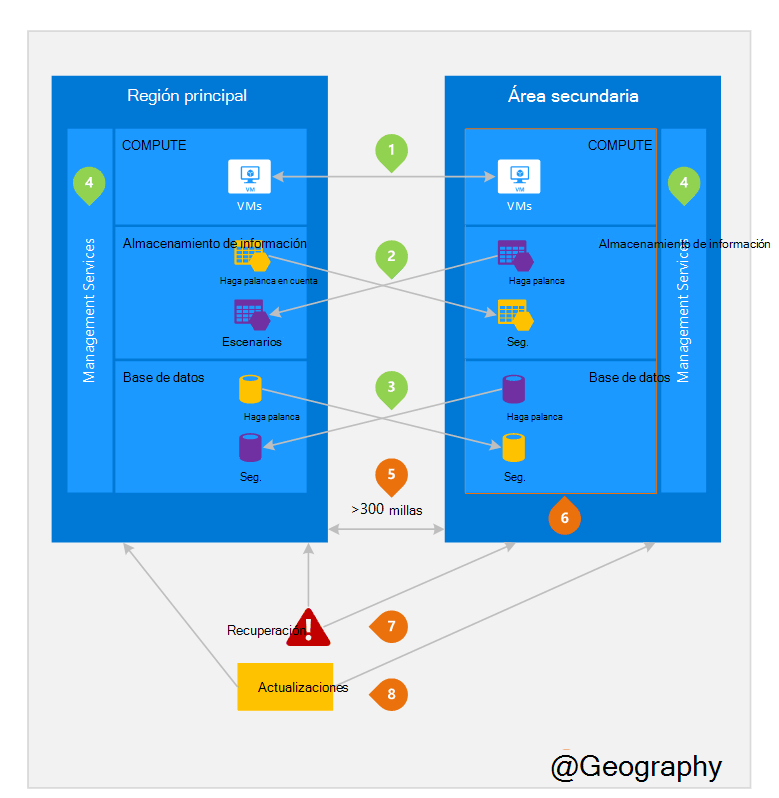 Región principal
Área secundaria
COMPUTE
COMPUTE
1
4
4
VM
VM
VMs
VMs
Almacenamiento de información
Almacenamiento de información
2
Management Services
Management Services
Haga palanca en cuenta
Haga palanca
Escenarios
Seg.
Base de datos
Base de datos
3
Haga palanca
Haga palanca
Seg.
Seg.
5
>300 millas
6
Recuperación
!
7
Actualizaciones
8
@Geography